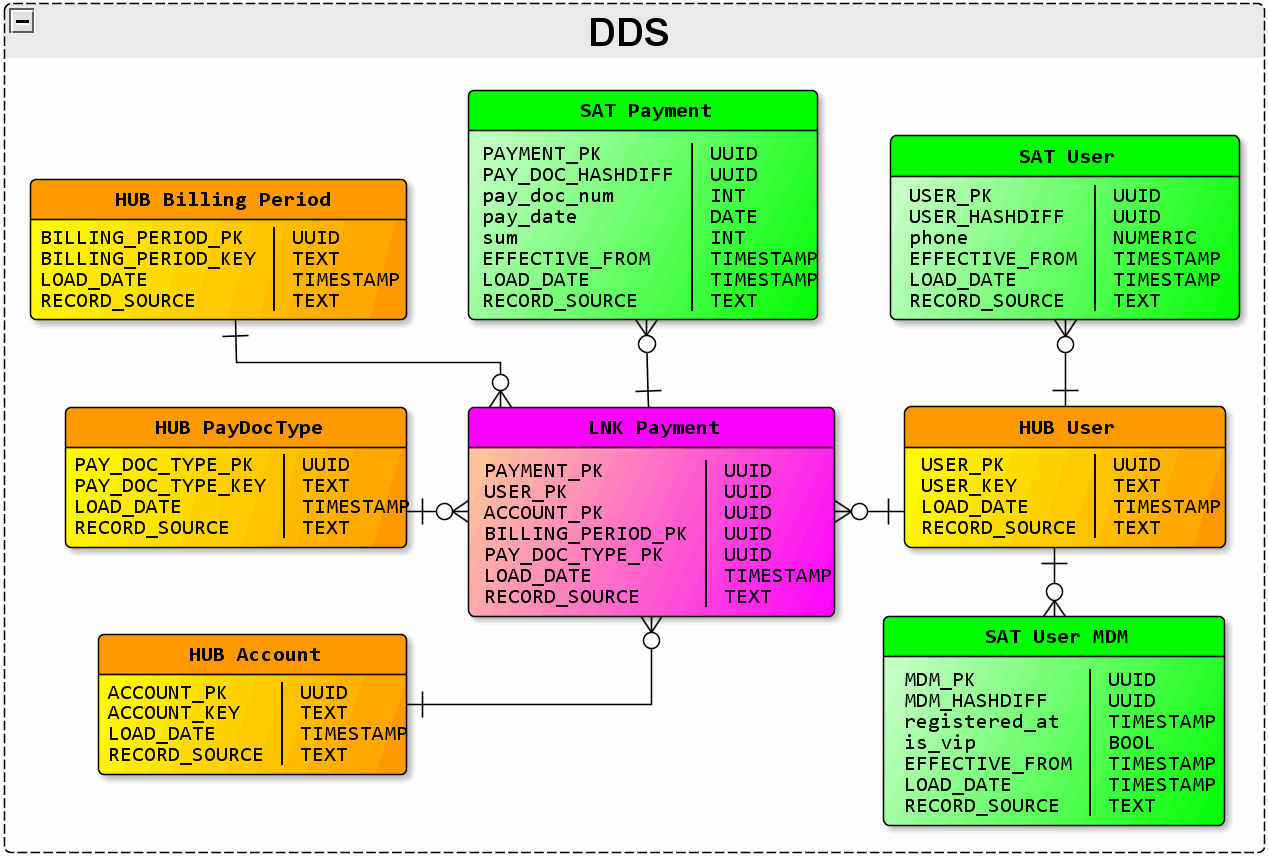 DDS
SAT Payment
PAYMENT_PK UUID
PAY_DOC_HASHDIFF UUID
pay_doc_num INT
pay_date DATE
sum INT
EFFECTIVE_FROM TIMESTAMP
LOAD_DATE TIMESTAMP
RECORD_SOURCE TEXT
SAT User
USER_PK UUID
USER_HASHDIFF UUID
phone NUMERIC
EFFECTIVE_FROM TIMESTAMP
LOAD_DATE TIMESTAMP
RECORD_SOURCE TEXT
HUB Billing Period
BILLING_PERIOD_PK UUID
BILLING_PERIOD_KEY TEXT
LOAD_DATE TIMESTAMP
RECORD_SOURCE TEXT
HUB PayDocType
PAY_DOC_TYPE_PK UUID
PAY_DOC_TYPE_KEY TEXT
LOAD_DATE TIMESTAMP
RECORD_SOURCE TEXT
LNK Payment
PAYMENT_PK UUID
USER_PK UUID
ACCOUNT_PK UUID
BILLING_PERIOD_PK UUID
PAY_DOC_TYPE_PK UUID
LOAD_DATE TIMESTAMP
RECORD_SOURCE TEXT
HUB User
USER_PK UUID
USER_KEY TEXT
LOAD_DATE TIMESTAMP
RECORD_SOURCE TEXT
HUB Account
ACCOUNT_PK UUID
ACCOUNT_KEY TEXT
LOAD_DATE TIMESTAMP
RECORD_SOURCE TEXT
SAT User MDM
MDM_PK UUID
MDM_HASHDIFF UUID
registered_at TIMESTAMP
is_vip BOOL
EFFECTIVE_FROM TIMESTAMP
LOAD_DATE TIMESTAMP
RECORD_SOURCE TEXT